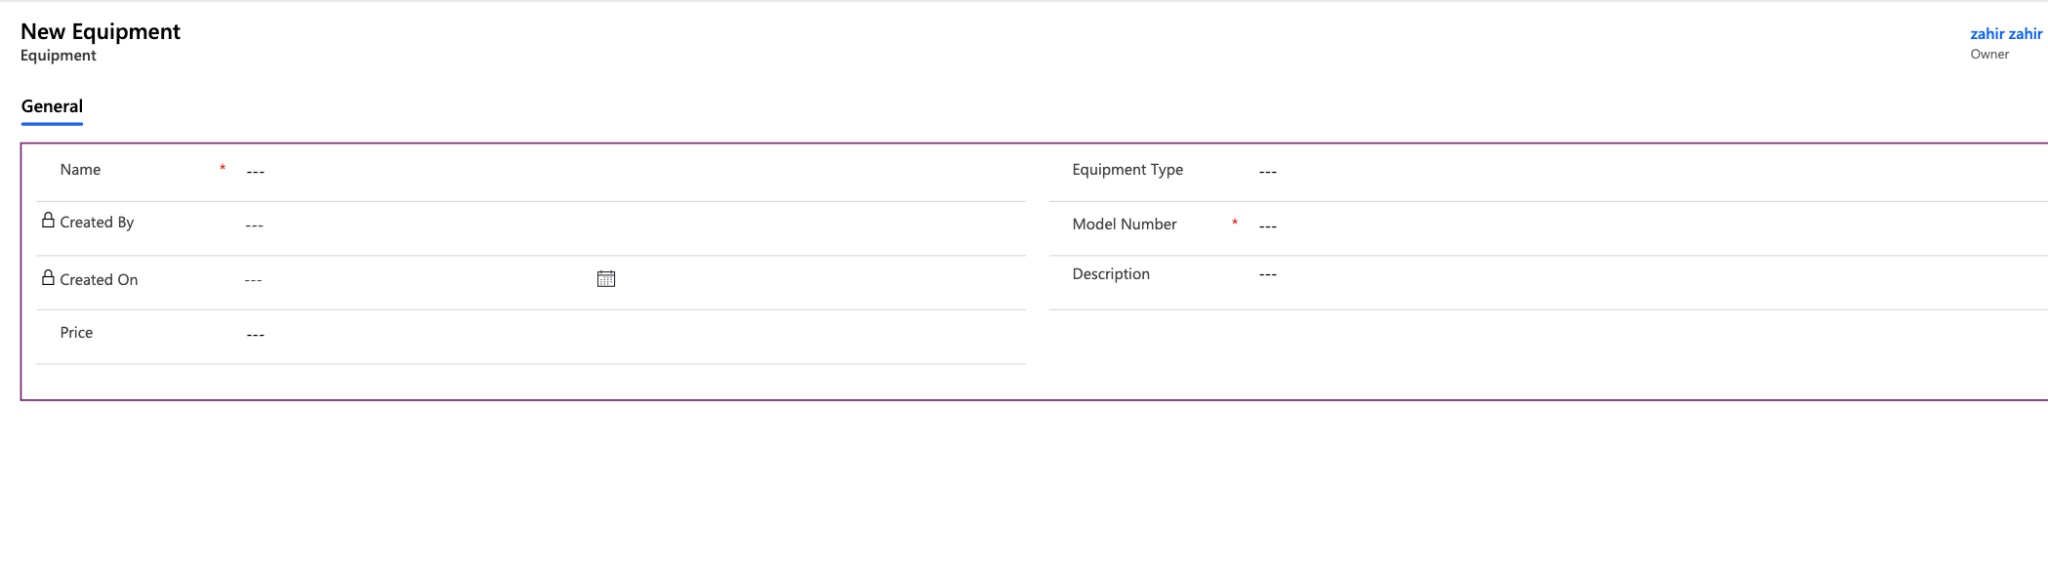 New Equipment
Equipment
zahir zahir
Owner
General
Name * ---
Created By ---
Created On ---
Price ---
Equipment Type ---
Model Number * ---
Description ---